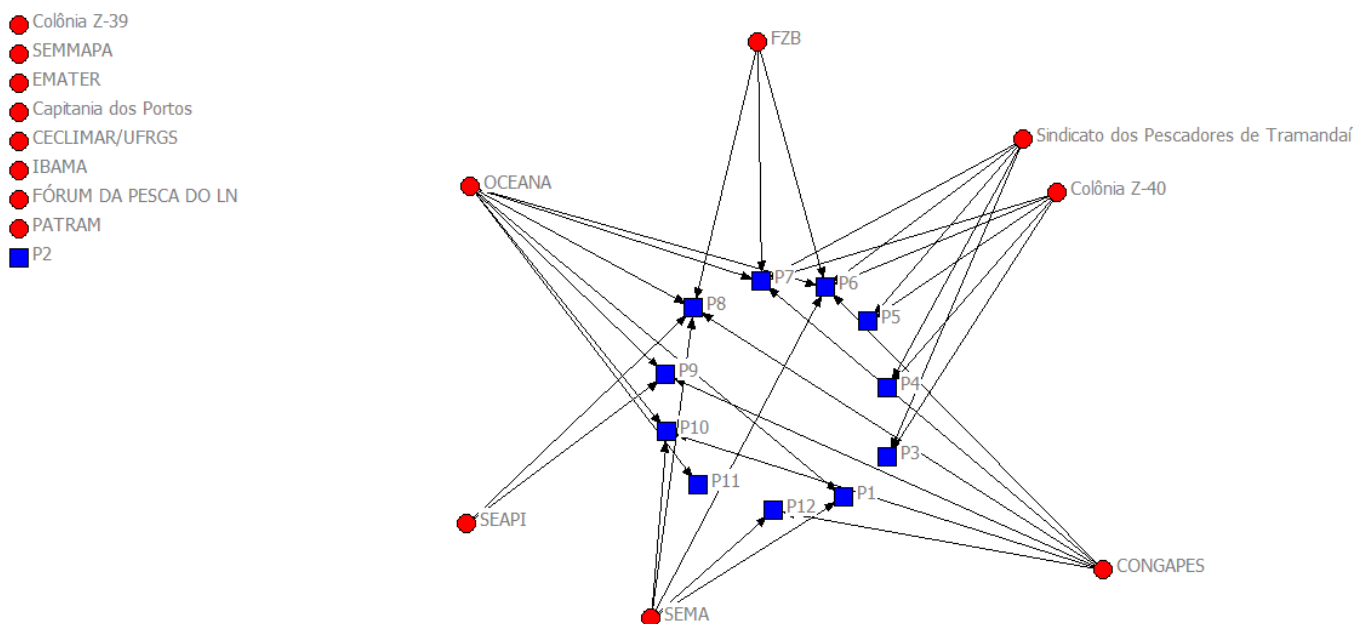 Colônia Z-39
SEMMAPA
EMATER
Capitania dos Portos
CECLIMAR/UFRGS
IBAMA
FÓRUM DA PESCA DO LN
PATRAM
P2
FZB
Sindicato dos Pescadores de Tramandaí
OCEANA
Colônia Z-40
P7
P6
P8
P5
P9
P4
P10
P3
P11
P1
P12
SEAPI
CONGAPES
SEMA